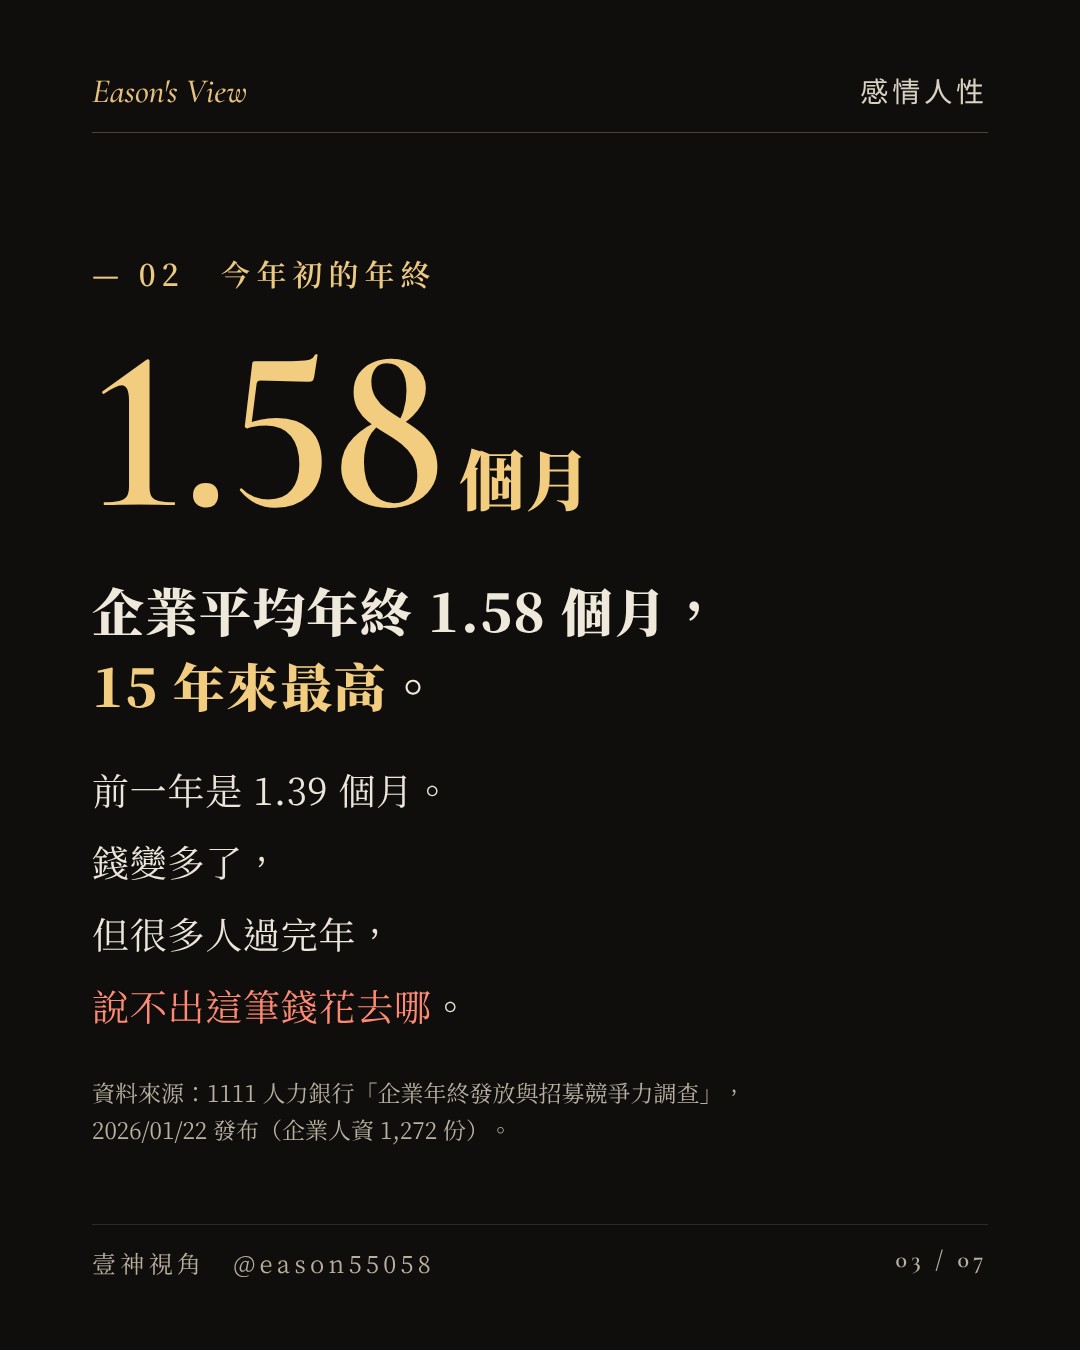 Eason's View
感情人性
— 02 今年初的年終
1.58 個月
企業平均年終 1.58 個月，
15 年來最高。
前一年是 1.39 個月。
錢變多了，
但很多人過完年，
說不出這筆錢花去哪。
資料來源：1111 人力銀行「企業年終發放與招募競爭力調查」，
2026/01/22 發布（企業人資 1,272 份）。
壹神視角 @eason55058
03 / 07